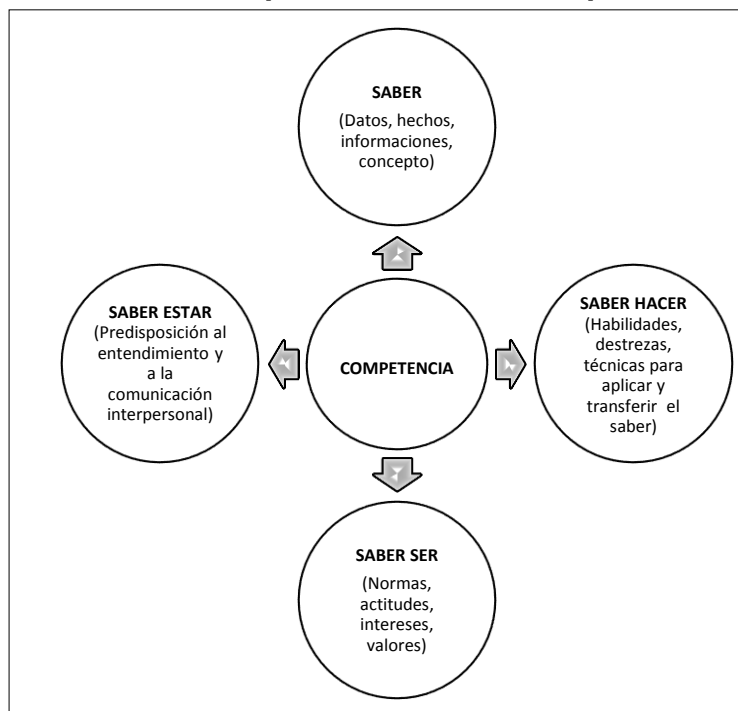 SABER
(Datos, hechos,
informaciones,
concepto)
SABER ESTAR
(Predisposición al
entendimiento y
a la
comunicación
interpersonal)
COMPETENCIA
SABER HACER
(Habilidades,
destrezas,
técnicas para
aplicar y
transferir el
saber)
SABER SER
(Normas,
actitudes,
intereses,
valores)